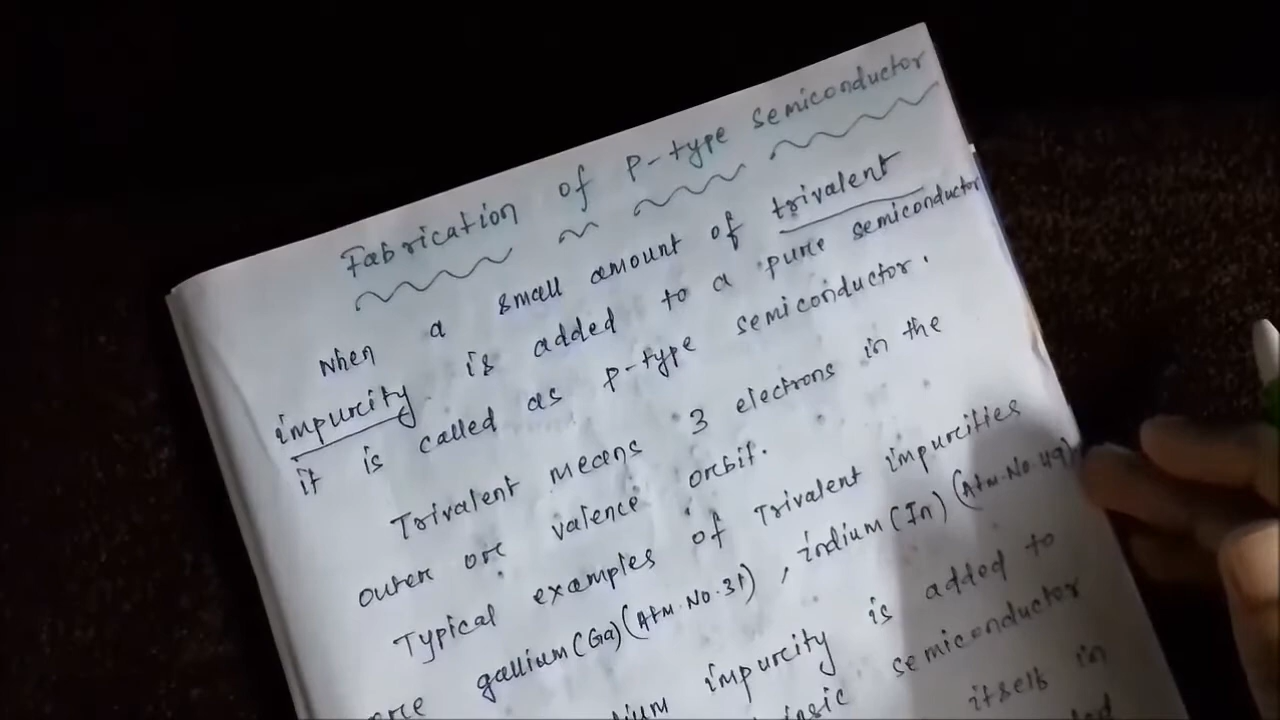 Fabrication of P-type semiconductor
When a small amount of trivalent
impurity is added to a pure semiconductor
it is called as p-type semiconductor.
Trivalent means 3 electrons in the
outer or valence orbit.
Typical examples of Trivalent impurities
are gallium (Ga) (Atm. No. 31), indium (In) (Atm. No. 49)
impurity is added to
semiconductor
itself in